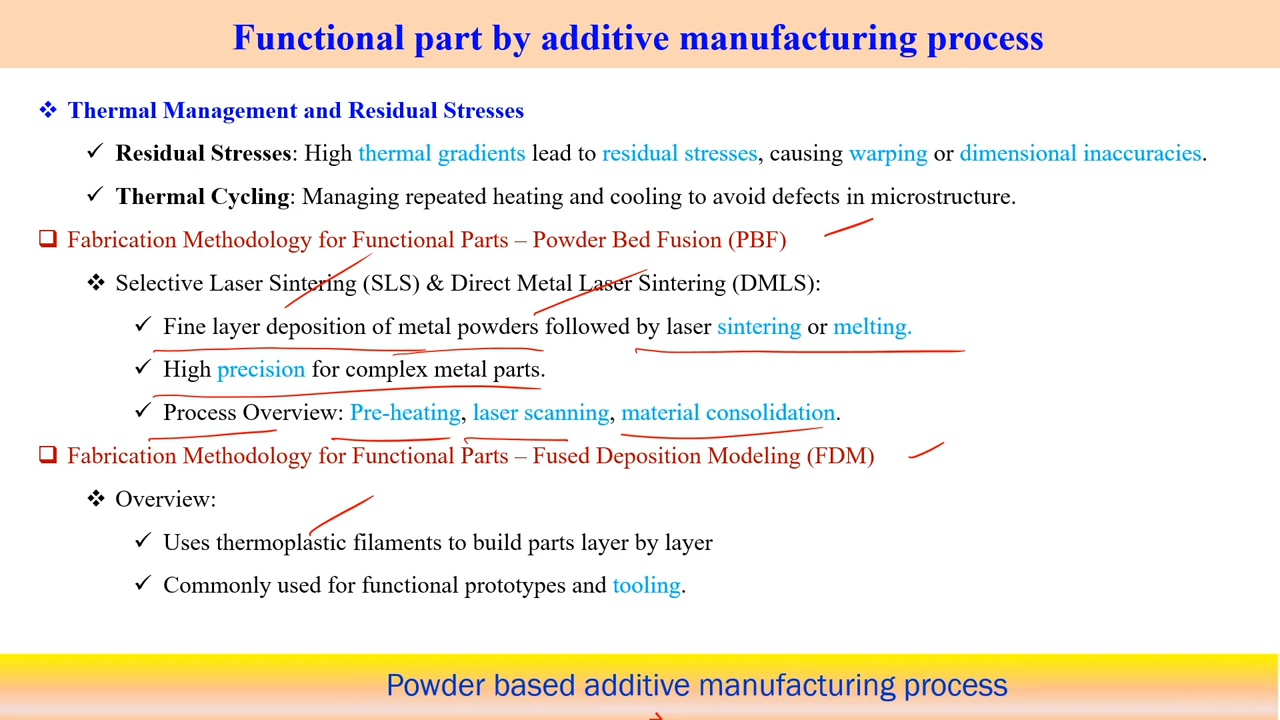 Functional part by additive manufacturing process
❖ Thermal Management and Residual Stresses
✓ Residual Stresses: High thermal gradients lead to residual stresses, causing warping or dimensional inaccuracies.
✓ Thermal Cycling: Managing repeated heating and cooling to avoid defects in microstructure.
❑ Fabrication Methodology for Functional Parts – Powder Bed Fusion (PBF)
❖ Selective Laser Sintering (SLS) & Direct Metal Laser Sintering (DMLS):
✓ Fine layer deposition of metal powders followed by laser sintering or melting.
✓ High precision for complex metal parts.
✓ Process Overview: Pre-heating, laser scanning, material consolidation.
❑ Fabrication Methodology for Functional Parts – Fused Deposition Modeling (FDM)
❖ Overview:
✓ Uses thermoplastic filaments to build parts layer by layer
✓ Commonly used for functional prototypes and tooling.
Powder based additive manufacturing process